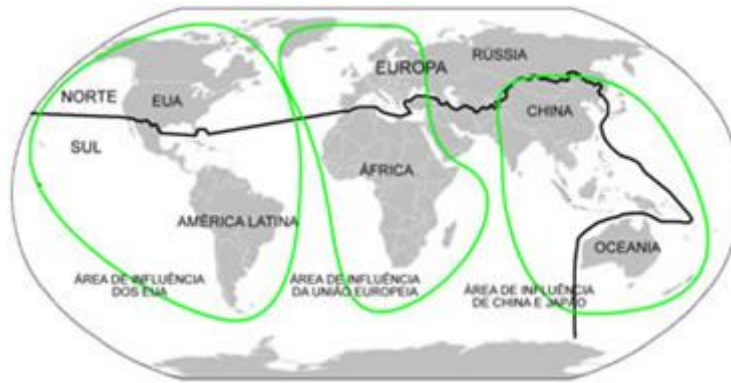 RÚSSIA
EUROPA
NORTE
EUA
CHINA
SUL
ÁFRICA
AMÉRICA LATINA
OCEANIA
ÁREA DE INFLUÊNCIA
DOS EUA
ÁREA DE INFLUÊNCIA
DA UNIÃO EUROPEIA
ÁREA DE INFLUÊNCIA
DE CHINA E JAPÃO